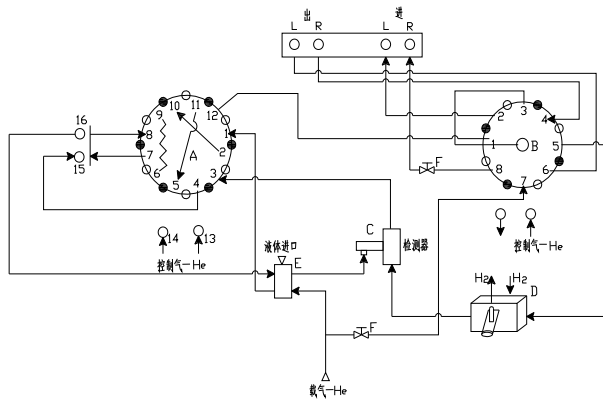 出 进
L R L R
9 10 11 12
16 8 1 2 3 4
15 7 A 2 1 B 5
6 5 4 3 8 7 6
F
14 13
C
控制气—He
液体进口
检测器
控制气—He
E
H₂ H₂
D
F
载气—He